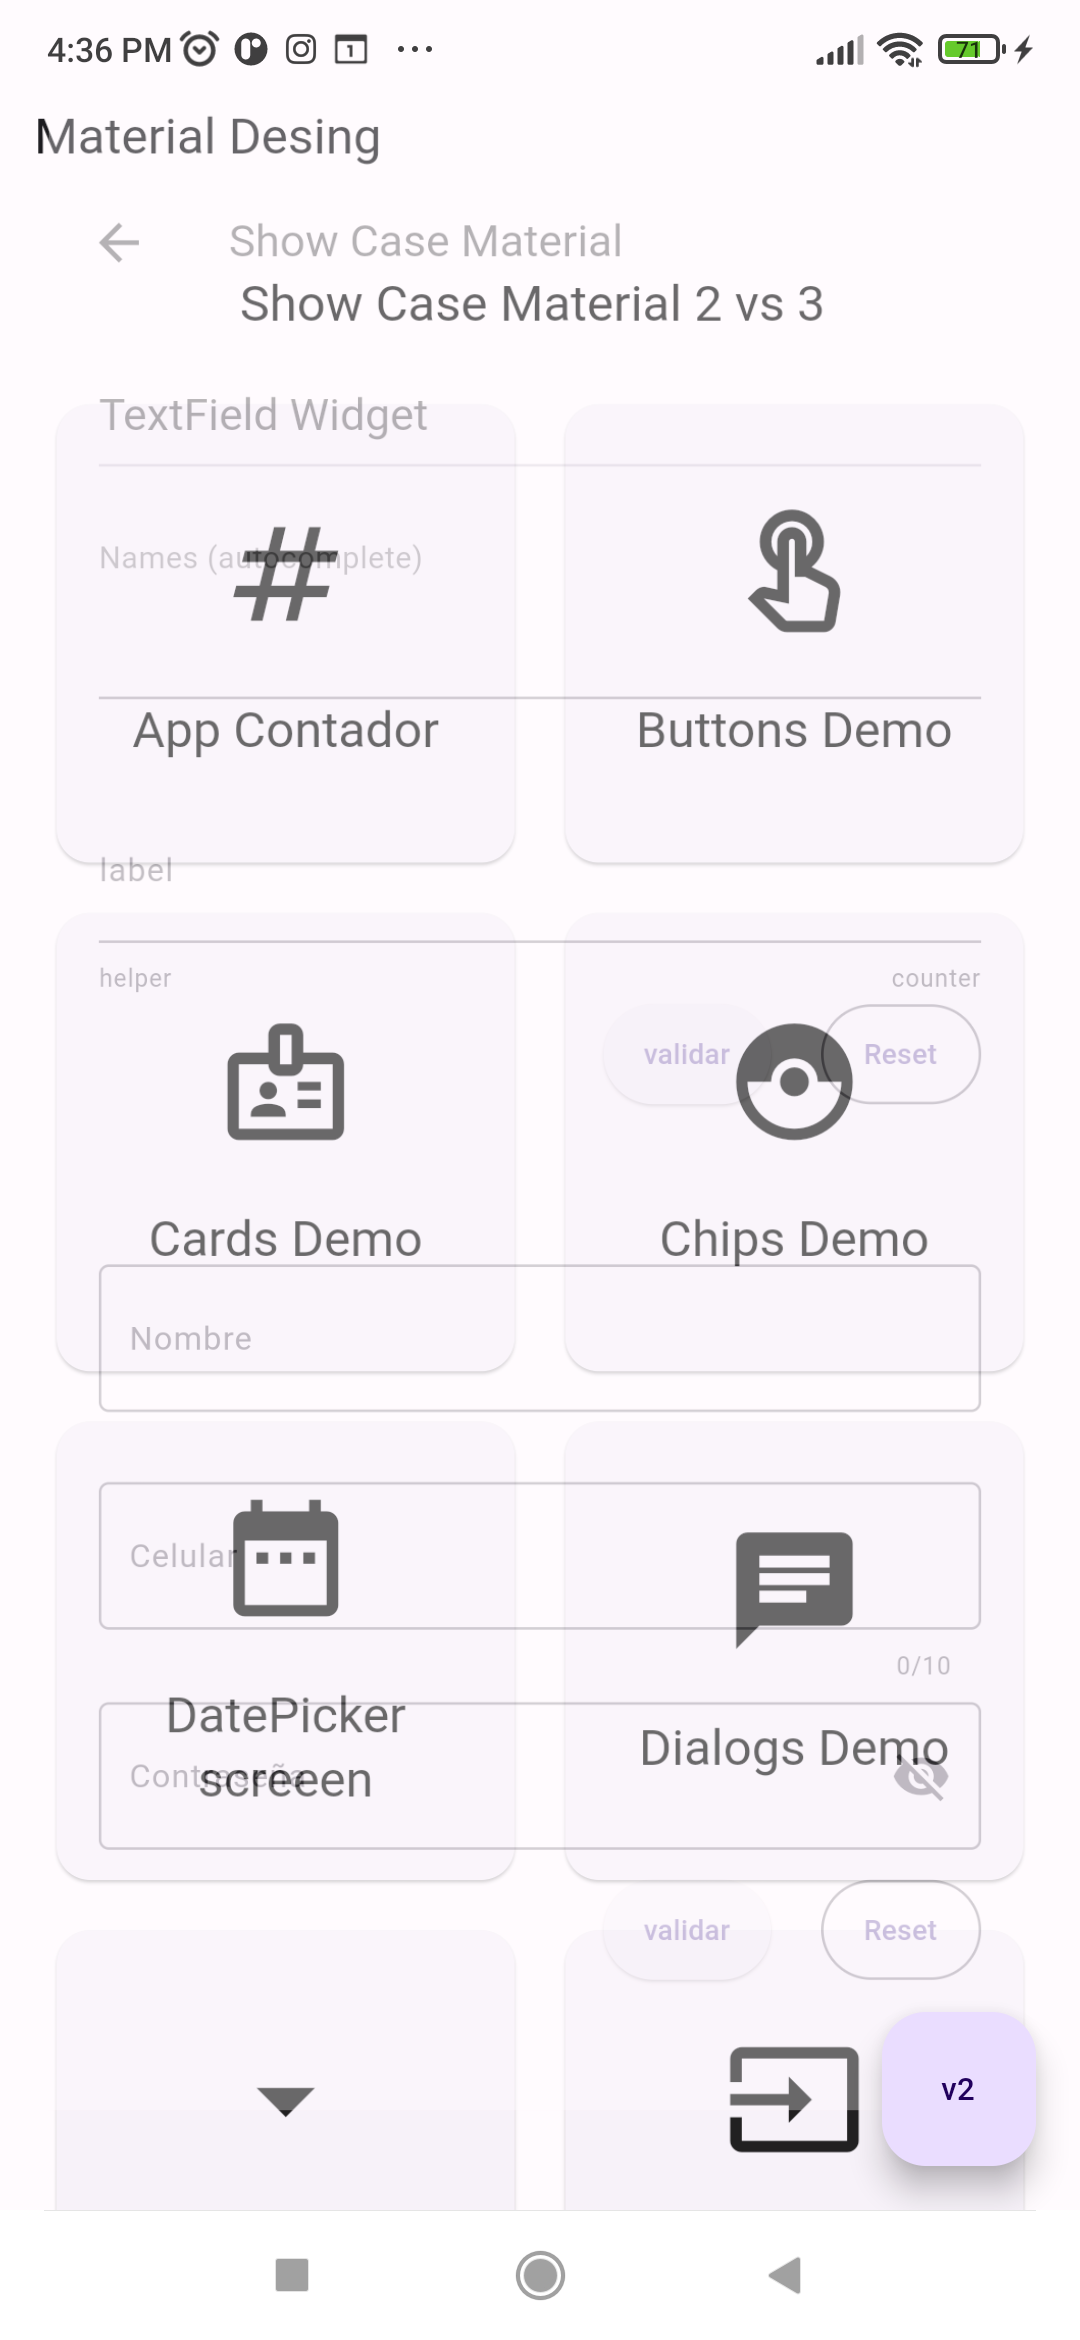 4:36 PM
71
Material Desing
Show Case Material
Show Case Material 2 vs 3
TextField Widget
Names (autocomplete)
App Contador
Buttons Demo
label
helper
counter
validar
Reset
Cards Demo
Chips Demo
Nombre
Celular
0/10
DatePicker
screeen
Dialogs Demo
Contraseña
validar
Reset
v2